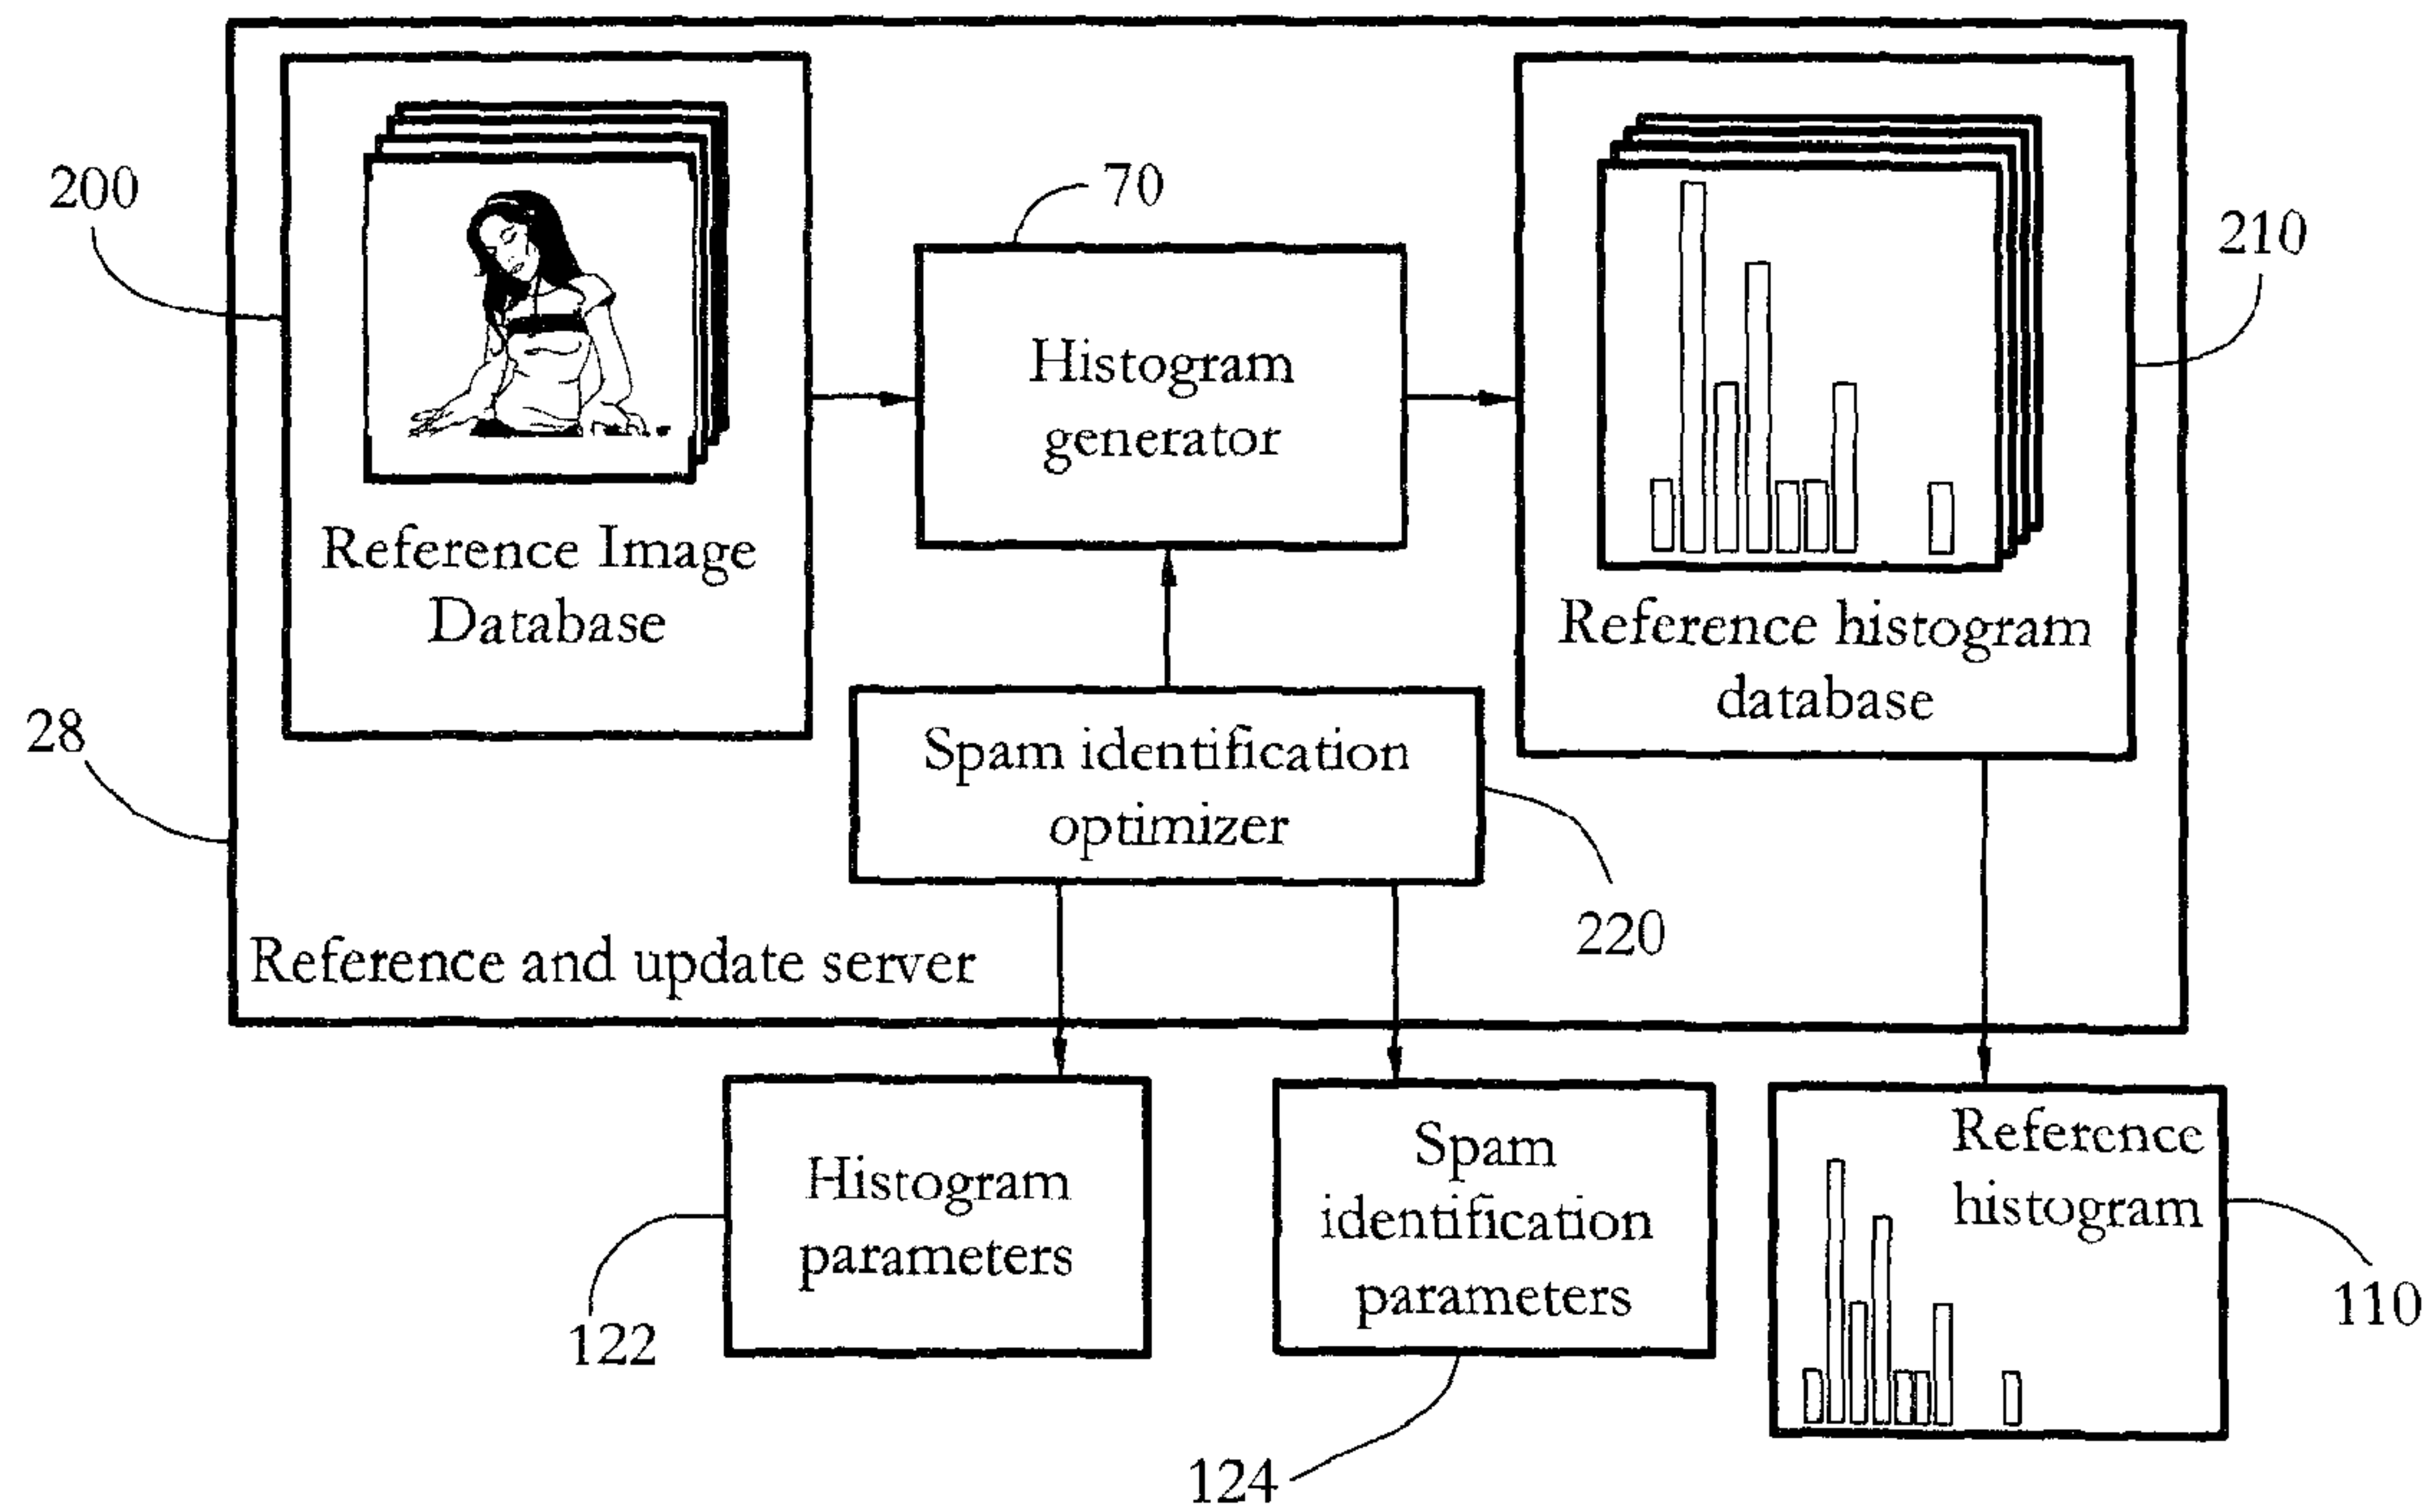 200
70
210
Histogram
generator
Reference Image
Database
Reference histogram
database
28
Spam identification
optimizer
220
Reference and update server
Histogram
parameters
122
Spam
identification
parameters
124
Reference
histogram
110